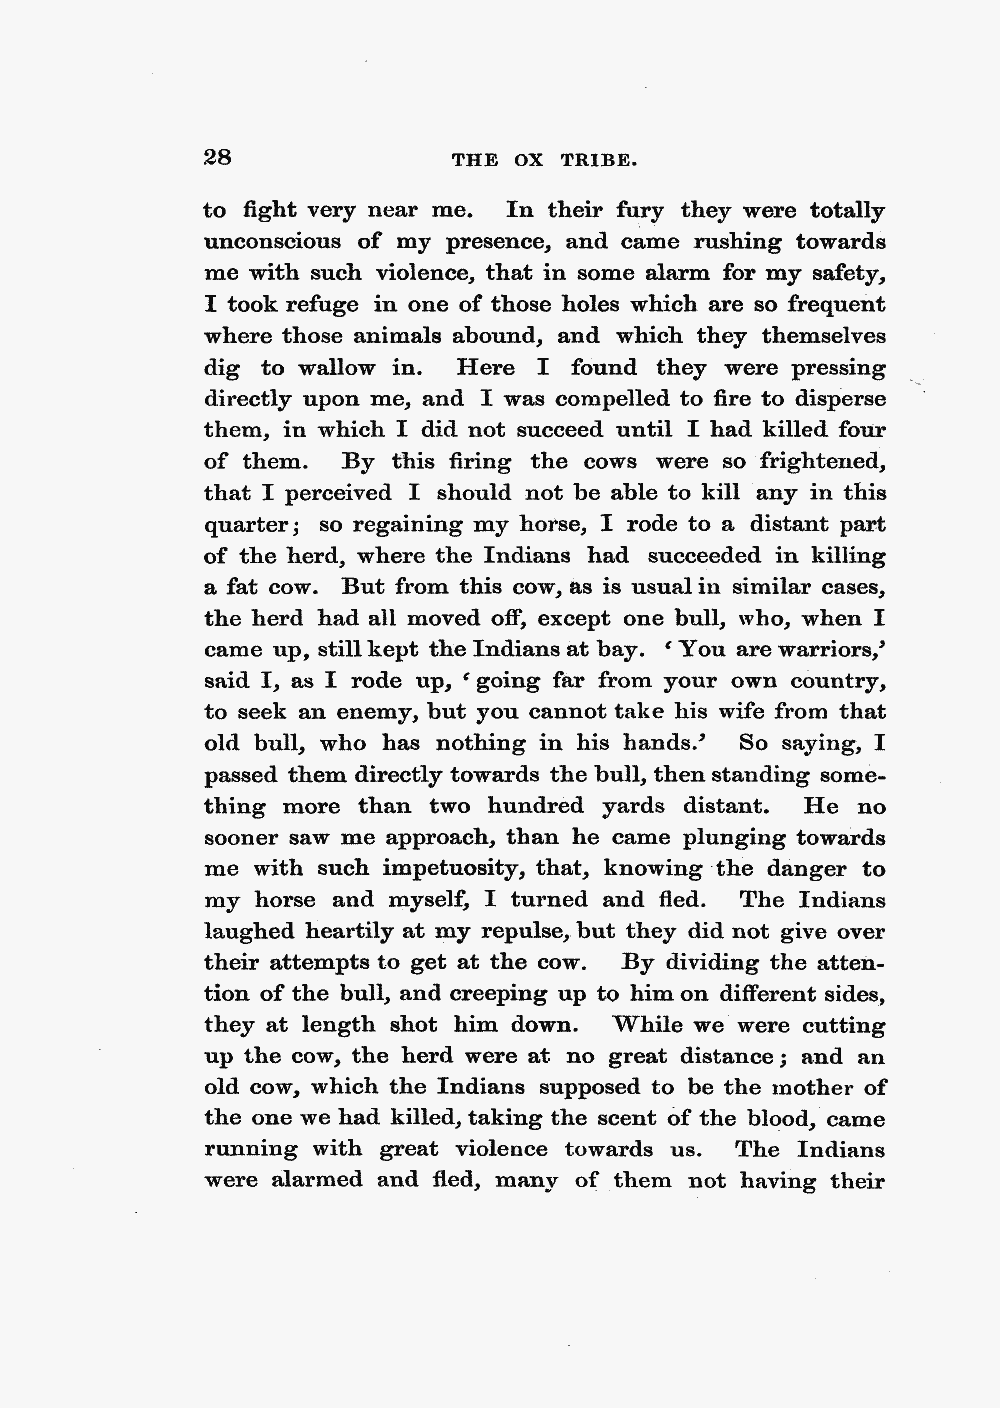 28 THE OX TRIBE.
to fight very near me. In their fury they were totally
unconscious of my presence, and came rushing towards
me with such violence, that in some alarm for my safety,
I took refuge in one of those holes which are so frequent
where those animals abound, and which they themselves
dig to wallow in. Here I found they were pressing
directly upon me, and I was compelled to fire to disperse
them, in which I did not succeed until I had killed four
of them. By this firing the cows were so frightened,
that I perceived I should not be able to kill any in this
quarter; so regaining my horse, I rode to a distant part
of the herd, where the Indians had succeeded in killing
a fat cow. But from this cow, as is usual in similar cases,
the herd had all moved off, except one bull, who, when I
came up, still kept the Indians at bay. ‘You are warriors,’
said I, as I rode up, ‘going far from your own country,
to seek an enemy, but you cannot take his wife from that
old bull, who has nothing in his hands.’ So saying, I
passed them directly towards the bull, then standing some-
thing more than two hundred yards distant. He no
sooner saw me approach, than he came plunging towards
me with such impetuosity, that, knowing the danger to
my horse and myself, I turned and fled. The Indians
laughed heartily at my repulse, but they did not give over
their attempts to get at the cow. By dividing the atten-
tion of the bull, and creeping up to him on different sides,
they at length shot him down. While we were cutting
up the cow, the herd were at no great distance; and an
old cow, which the Indians supposed to be the mother of
the one we had killed, taking the scent of the blood, came
running with great violence towards us. The Indians
were alarmed and fled, many of them not having their